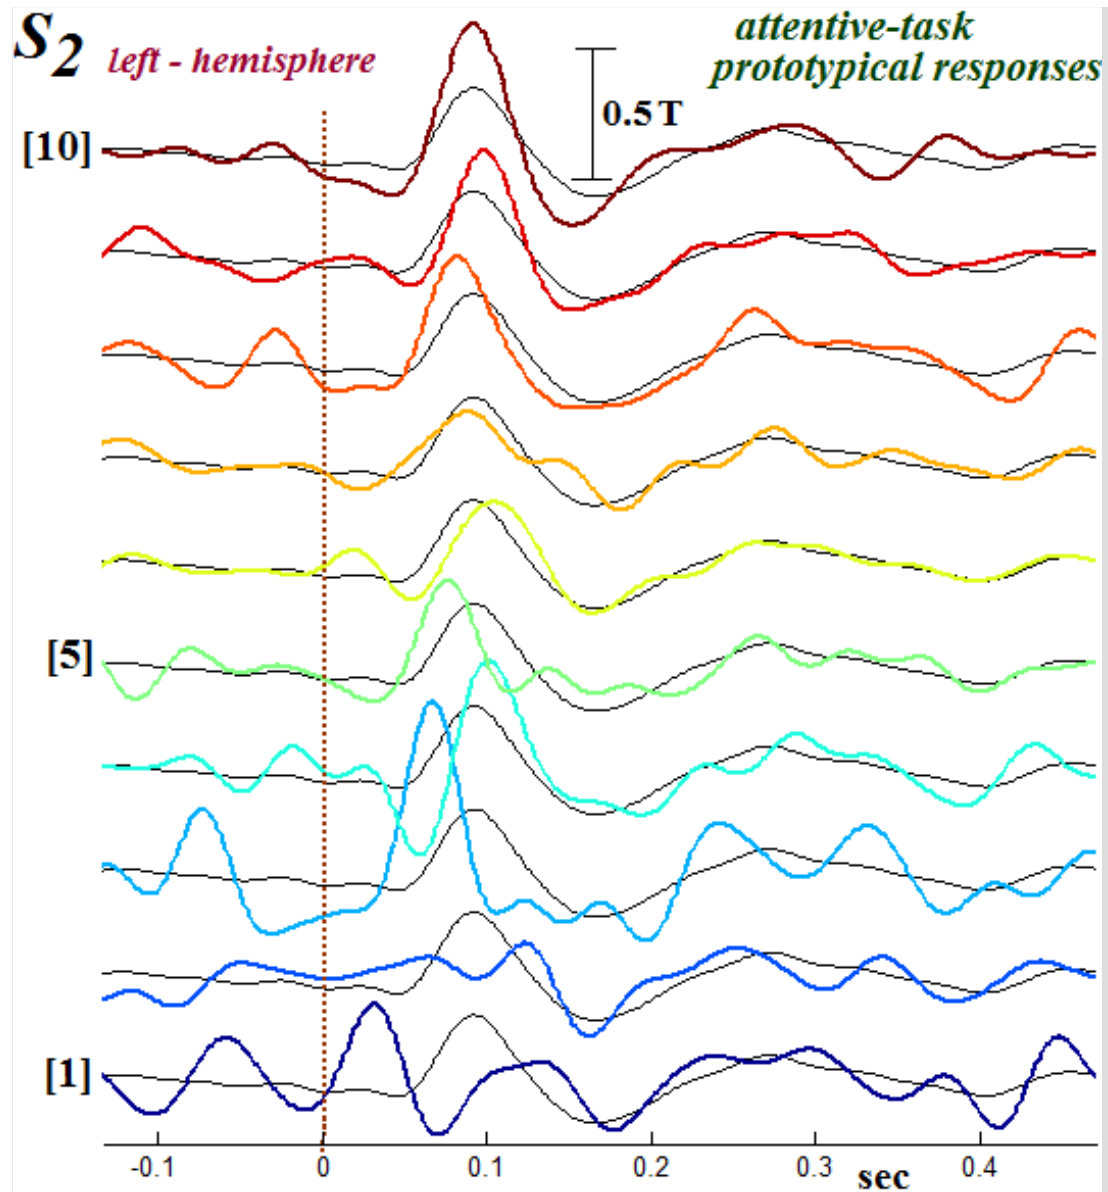 S2
left - hemisphere
attentive-task
prototypical responses
0.5 T
[10]
[5]
[1]
-0.1 0 0.1 0.2 0.3 0.4
sec